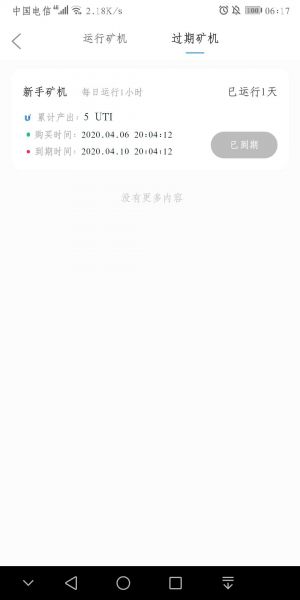 中国电信 4G 2.18K/s 100 06:17
运行矿机 过期矿机
新手矿机 每日运行1小时 已运行1天
累计产出: 5 UTI
购买时间: 2020.04.06 20:04:12
到期时间: 2020.04.10 20:04:12
已到期
没有更多内容